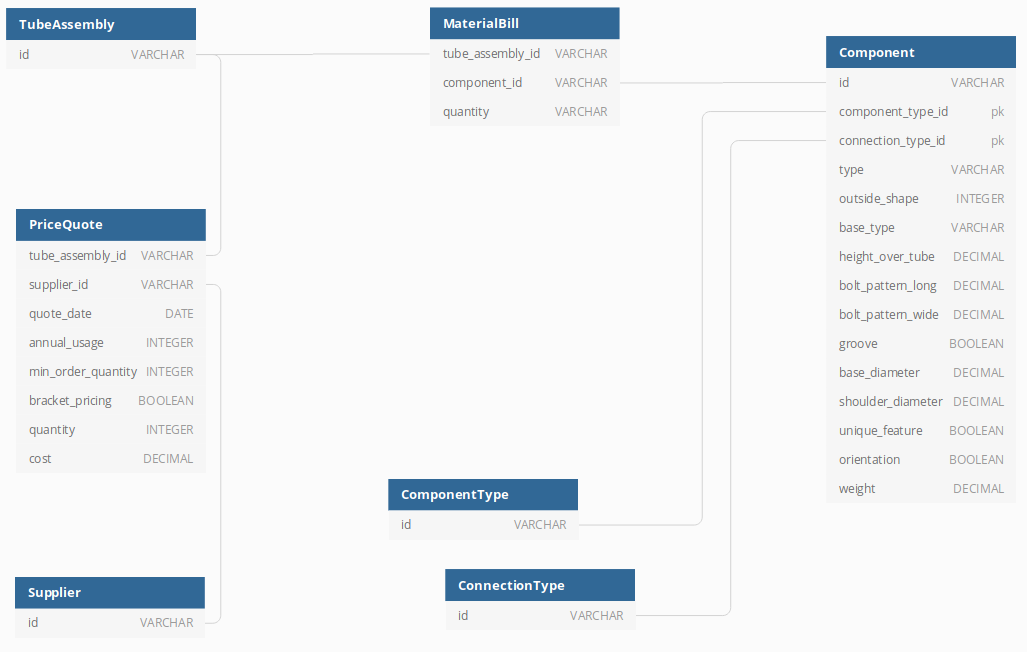 TubeAssembly
id VARCHAR
MaterialBill
tube_assembly_id VARCHAR
component_id VARCHAR
quantity VARCHAR
Component
id VARCHAR
component_type_id pk
connection_type_id pk
type VARCHAR
outside_shape INTEGER
base_type VARCHAR
height_over_tube DECIMAL
bolt_pattern_long DECIMAL
bolt_pattern_wide DECIMAL
groove BOOLEAN
base_diameter DECIMAL
shoulder_diameter DECIMAL
unique_feature BOOLEAN
orientation BOOLEAN
weight DECIMAL
PriceQuote
tube_assembly_id VARCHAR
supplier_id VARCHAR
quote_date DATE
annual_usage INTEGER
min_order_quantity INTEGER
bracket_pricing BOOLEAN
quantity INTEGER
cost DECIMAL
ComponentType
id VARCHAR
ConnectionType
id VARCHAR
Supplier
id VARCHAR